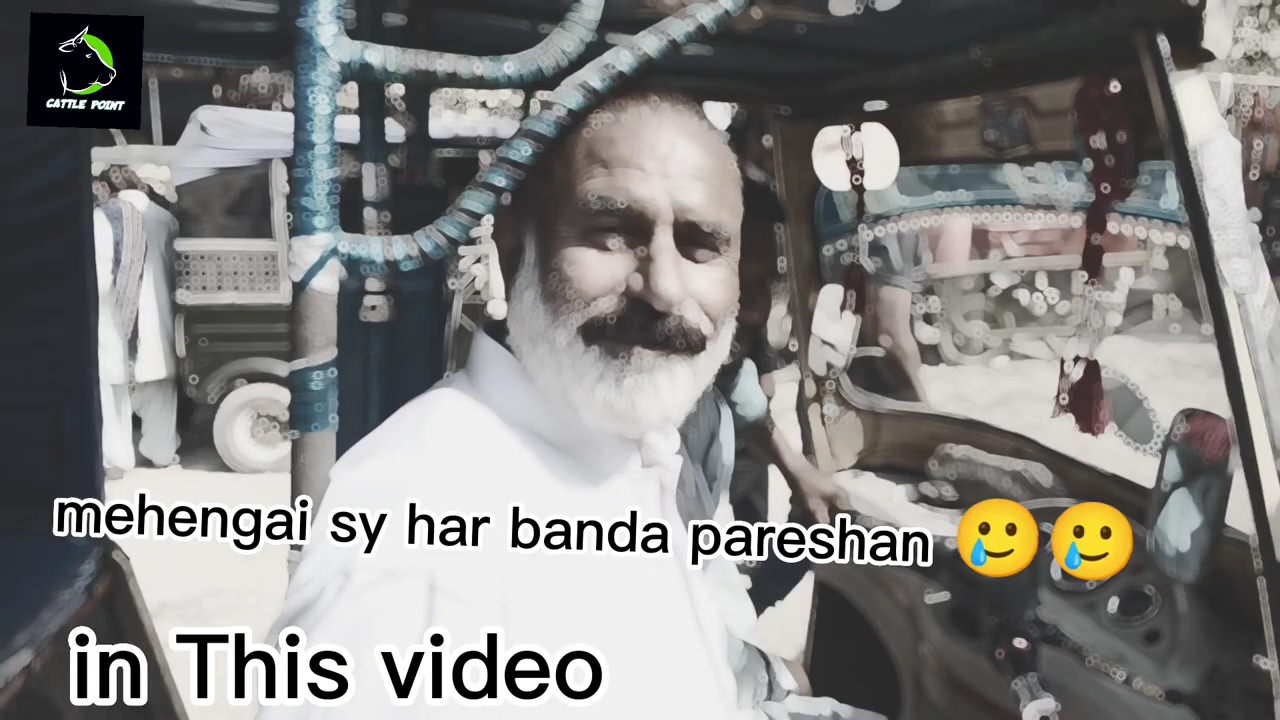 CATTLE POINT
mehengai sy har banda pareshan 🥲🥲
in This video